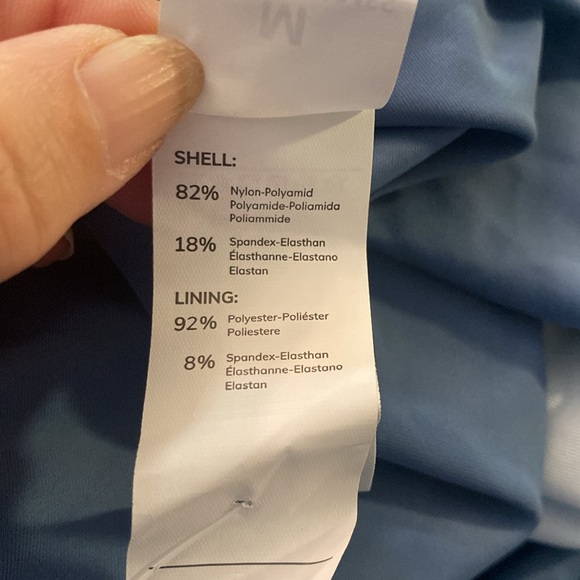 M
SHELL:
82% Nylon-Polyamid
Polyamide-Poliamida
Poliammide
18% Spandex-Elasthan
Élasthanne-Elastano
Elastan
LINING:
92% Polyester-Poliéster
Poliestere
8% Spandex-Elasthan
Élasthanne-Elastano
Elastan